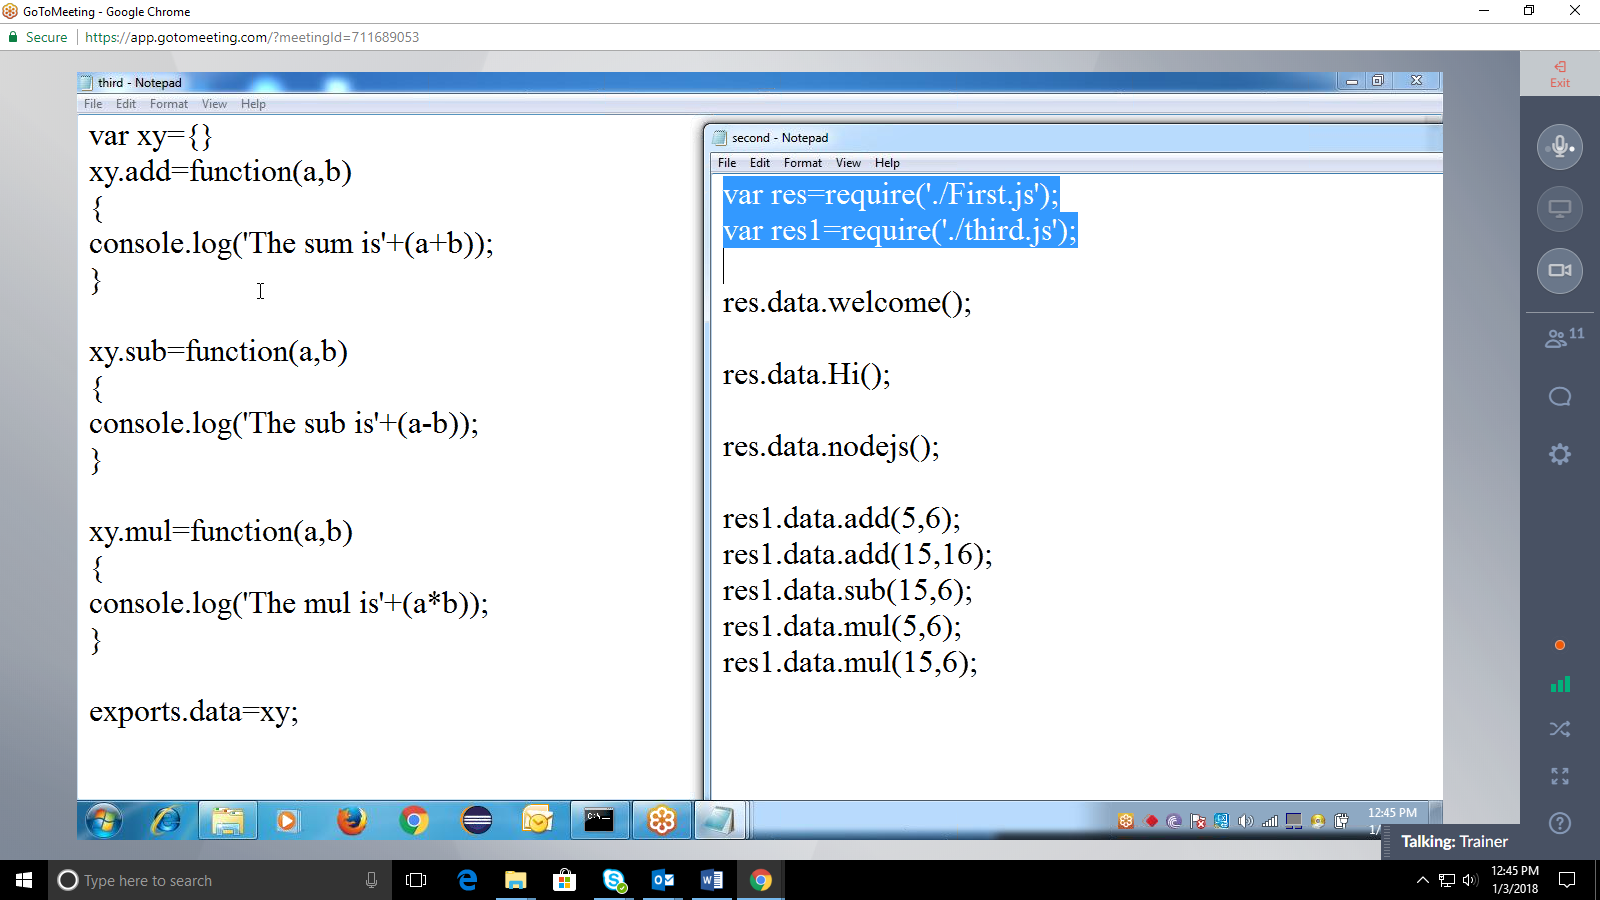 GoToMeeting - Google Chrome
Secure https://app.gotomeeting.com/?meetingId=711689053
Exit
third - Notepad
File Edit Format View Help
var xy={}
xy.add=function(a,b)
{
console.log('The sum is'+(a+b));
}
xy.sub=function(a,b)
{
console.log('The sub is'+(a-b));
}
xy.mul=function(a,b)
{
console.log('The mul is'+(a*b));
}
exports.data=xy;
second - Notepad
File Edit Format View Help
var res=require('./First.js');
var res1=require('./third.js');
res.data.welcome();
res.data.Hi();
res.data.nodejs();
res1.data.add(5,6);
res1.data.add(15,16);
res1.data.sub(15,6);
res1.data.mul(5,6);
res1.data.mul(15,6);
11
12:45 PM
1/
Talking: Trainer
Type here to search
12:45 PM
1/3/2018